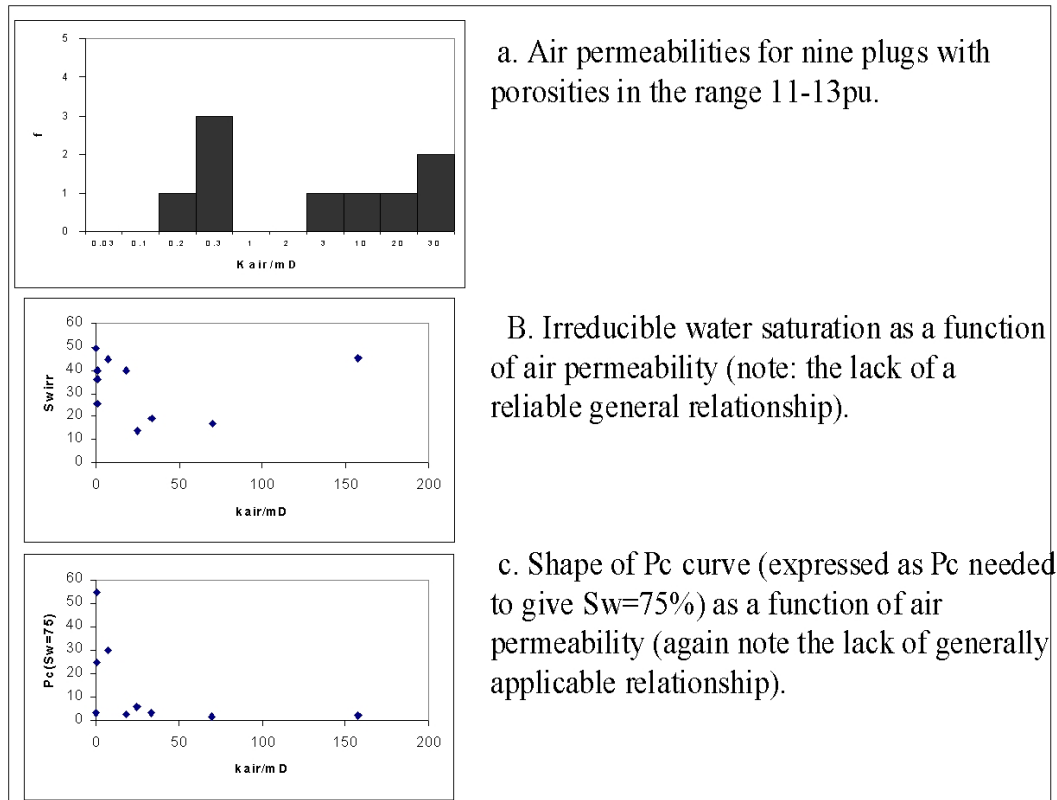 5
4
3
2
1
0
f
0.03 0.1 0.2 0.3 1 2 3 10 20 30
K air/mD
a. Air permeabilities for nine plugs with
porosities in the range 11-13pu.
60
50
40
30
20
10
0
Swirr
0 50 100 150 200
kair/mD
B. Irreducible water saturation as a function
of air permeability (note: the lack of a
reliable general relationship).
60
50
40
30
20
10
0
Pc(Sw=75)
0 50 100 150 200
kair/mD
c. Shape of Pc curve (expressed as Pc needed
to give Sw=75%) as a function of air
permeability (again note the lack of generally
applicable relationship).